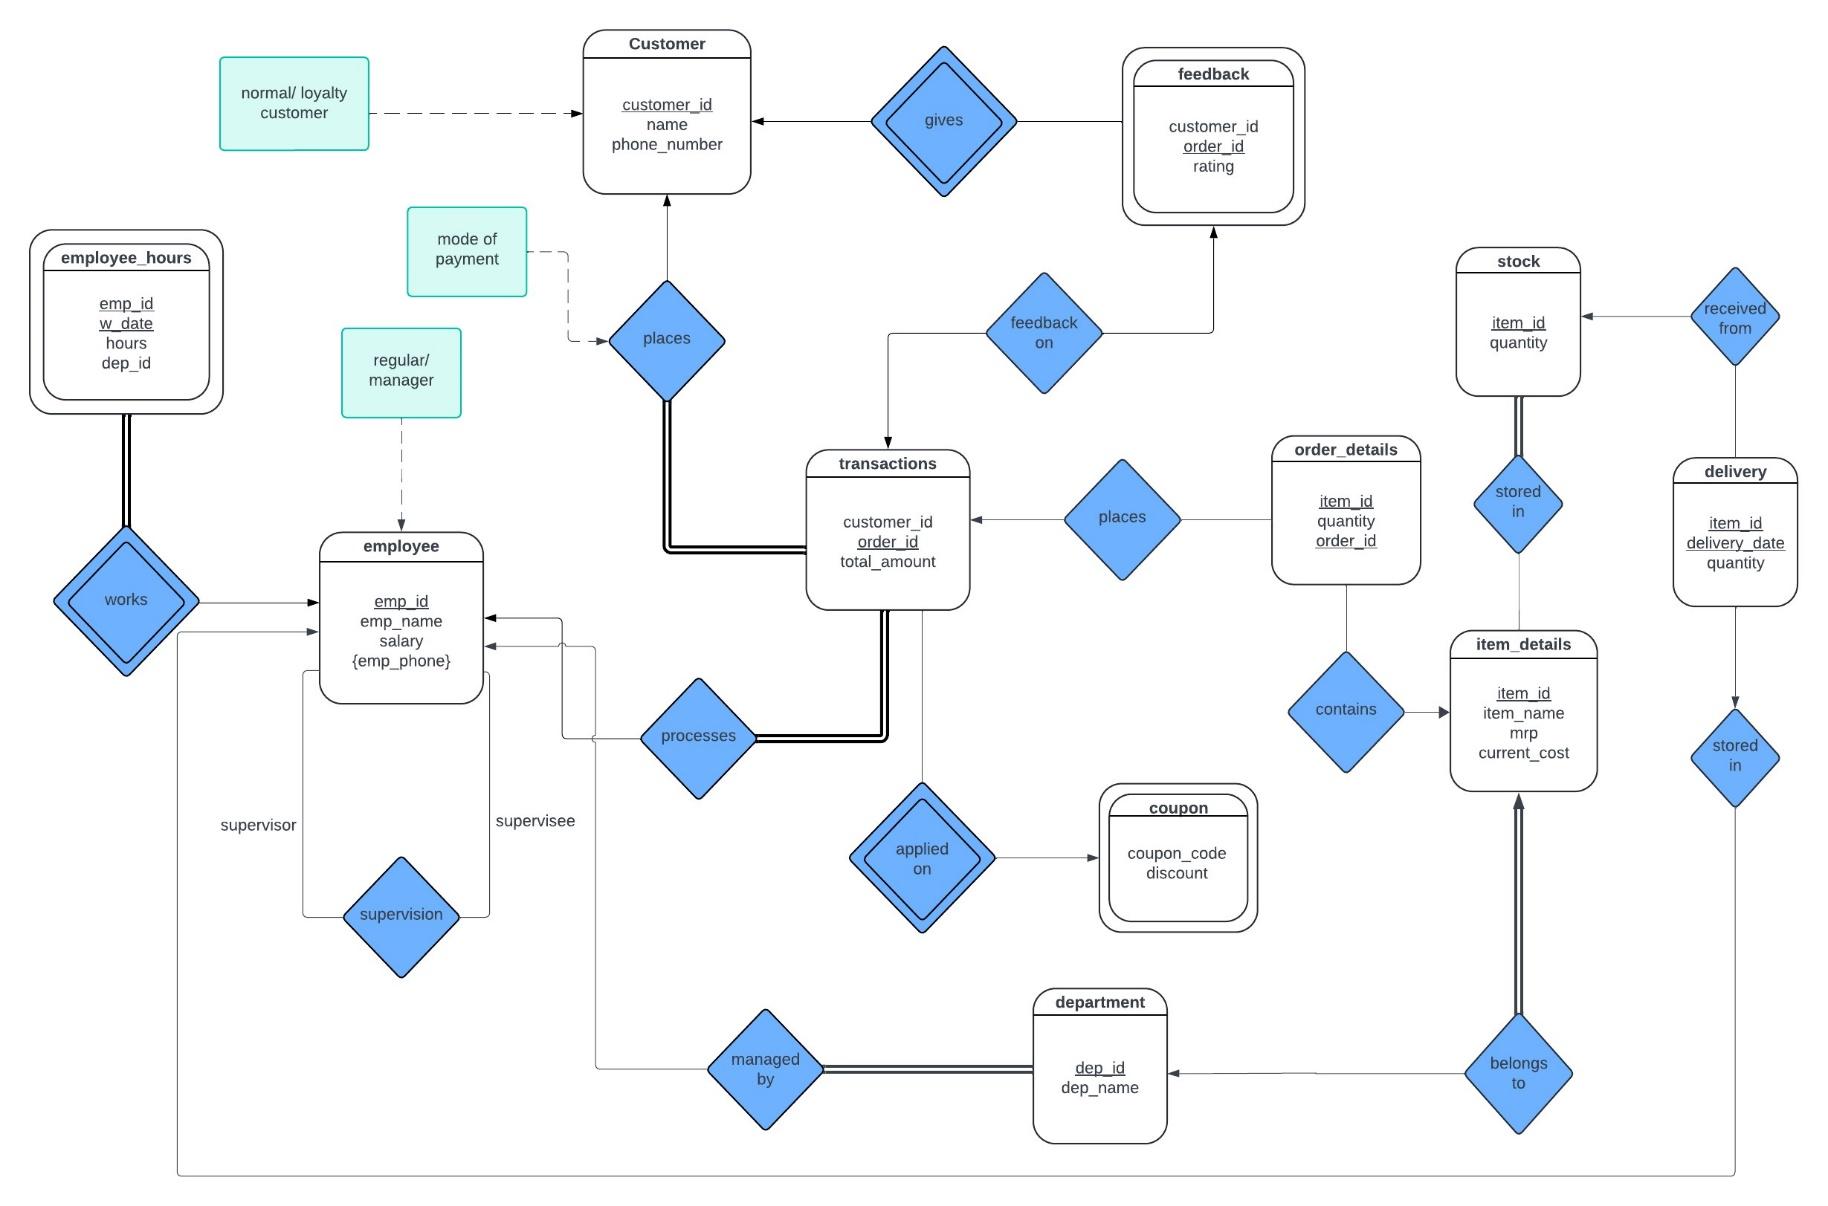 Customer
customer_id
name
phone_number
normal/ loyalty
customer
gives
feedback
customer_id
order_id
rating
mode of
payment
employee_hours
emp_id
w_date
hours
dep_id
places
feedback
on
stock
item_id
quantity
received
from
regular/
manager
transactions
customer_id
order_id
total_amount
places
order_details
item_id
quantity
order_id
stored
in
delivery
item_id
delivery_date
quantity
works
employee
emp_id
emp_name
salary
{emp_phone}
processes
contains
item_details
item_id
item_name
mrp
current_cost
stored
in
supervisor
supervisee
supervision
applied
on
coupon
coupon_code
discount
managed
by
department
dep_id
dep_name
belongs
to